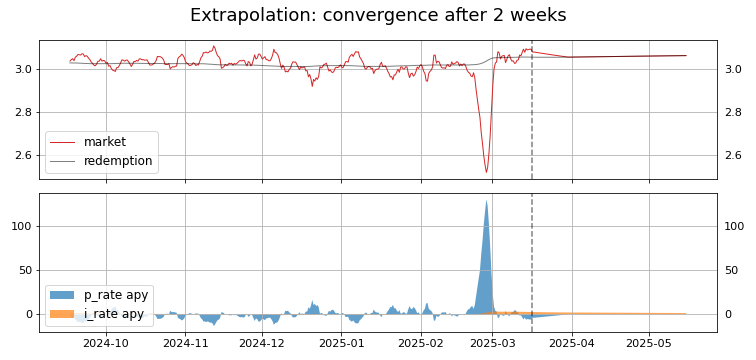 Extrapolation: convergence after 2 weeks
3.0
2.8
2.6
3.0
2.8
2.6
market
redemption
100
50
0
100
50
0
p_rate apy
i_rate apy
2024-10 2024-11 2024-12 2025-01 2025-02 2025-03 2025-04 2025-05